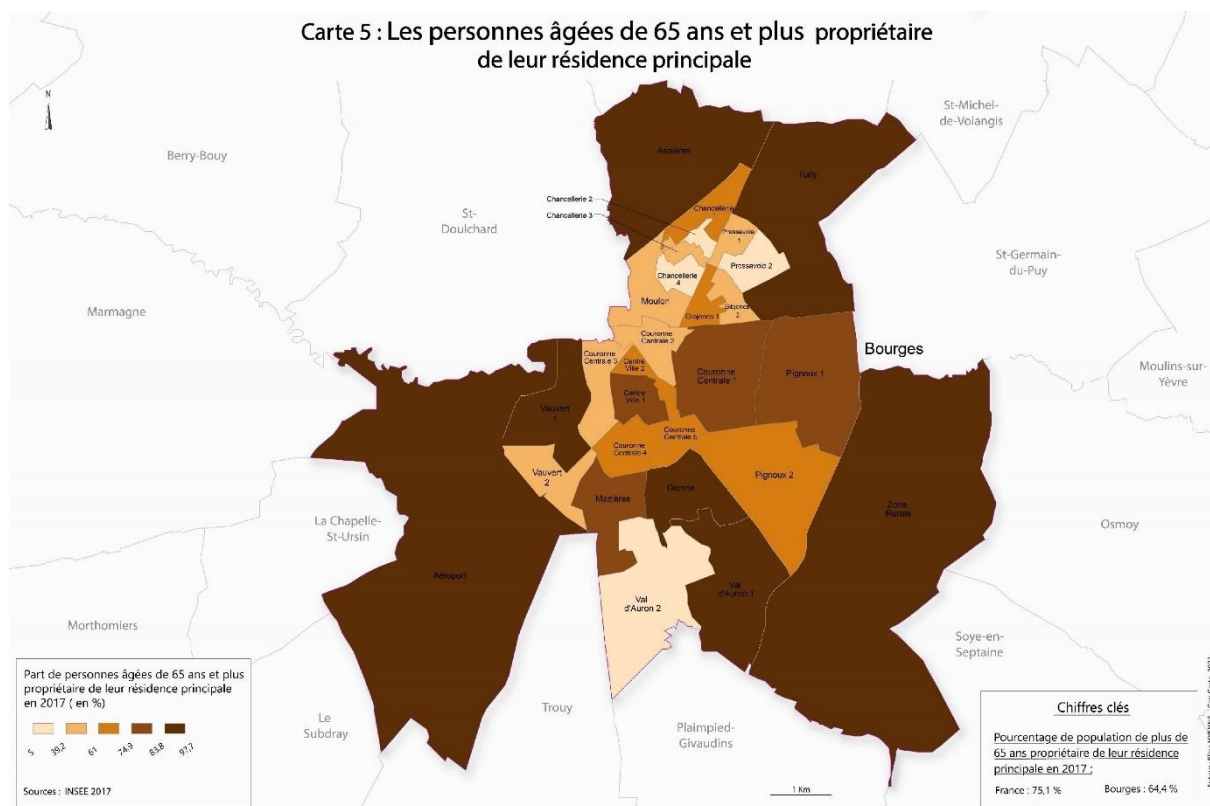 Carte 5 : Les personnes âgées de 65 ans et plus propriétaire
de leur résidence principale
N
St-Michel-
de-Volangis
Berry-Bouy
Asnières
Turly
Chancellerie 2
Chancellerie 3
Chancellerie
St-
Doulchard
Pressavois
1
Pressavois 2
St-Germain-
du-Puy
Chancellerie
4
Moulon
Gibjoncs 1
Gibjoncs
2
Marmagne
Couronne
Centrale 2
Bourges
Couronne
Centrale 3
Centre
Ville 2
Couronne
Centrale 1
Pignoux 1
Moulins-sur-
Yèvre
Centre
Ville 1
Vauvert
1
Couronne
Centrale 5
Couronne
Centrale 4
Vauvert
2
Pignoux 2
Gionne
Mazières
Zone
Rurale
La Chapelle-
St-Ursin
Osmoy
Aéroport
Val
d'Auron 1
Val
d'Auron 2
Morthomiers
Soye-en-
Septaine
Part de personnes âgées de 65 ans et plus
propriétaire de leur résidence principale
en 2017 ( en %)
5 39,2 61 74,9 83,8 97,7
Sources : INSEE 2017
Le
Subdray
Trouy
Plaimpied-
Givaudins
1 Km
Chiffres clés
Pourcentage de population de plus de
65 ans propriétaire de leur résidence
principale en 2017 :
France : 75,1 % Bourges : 64,4 %